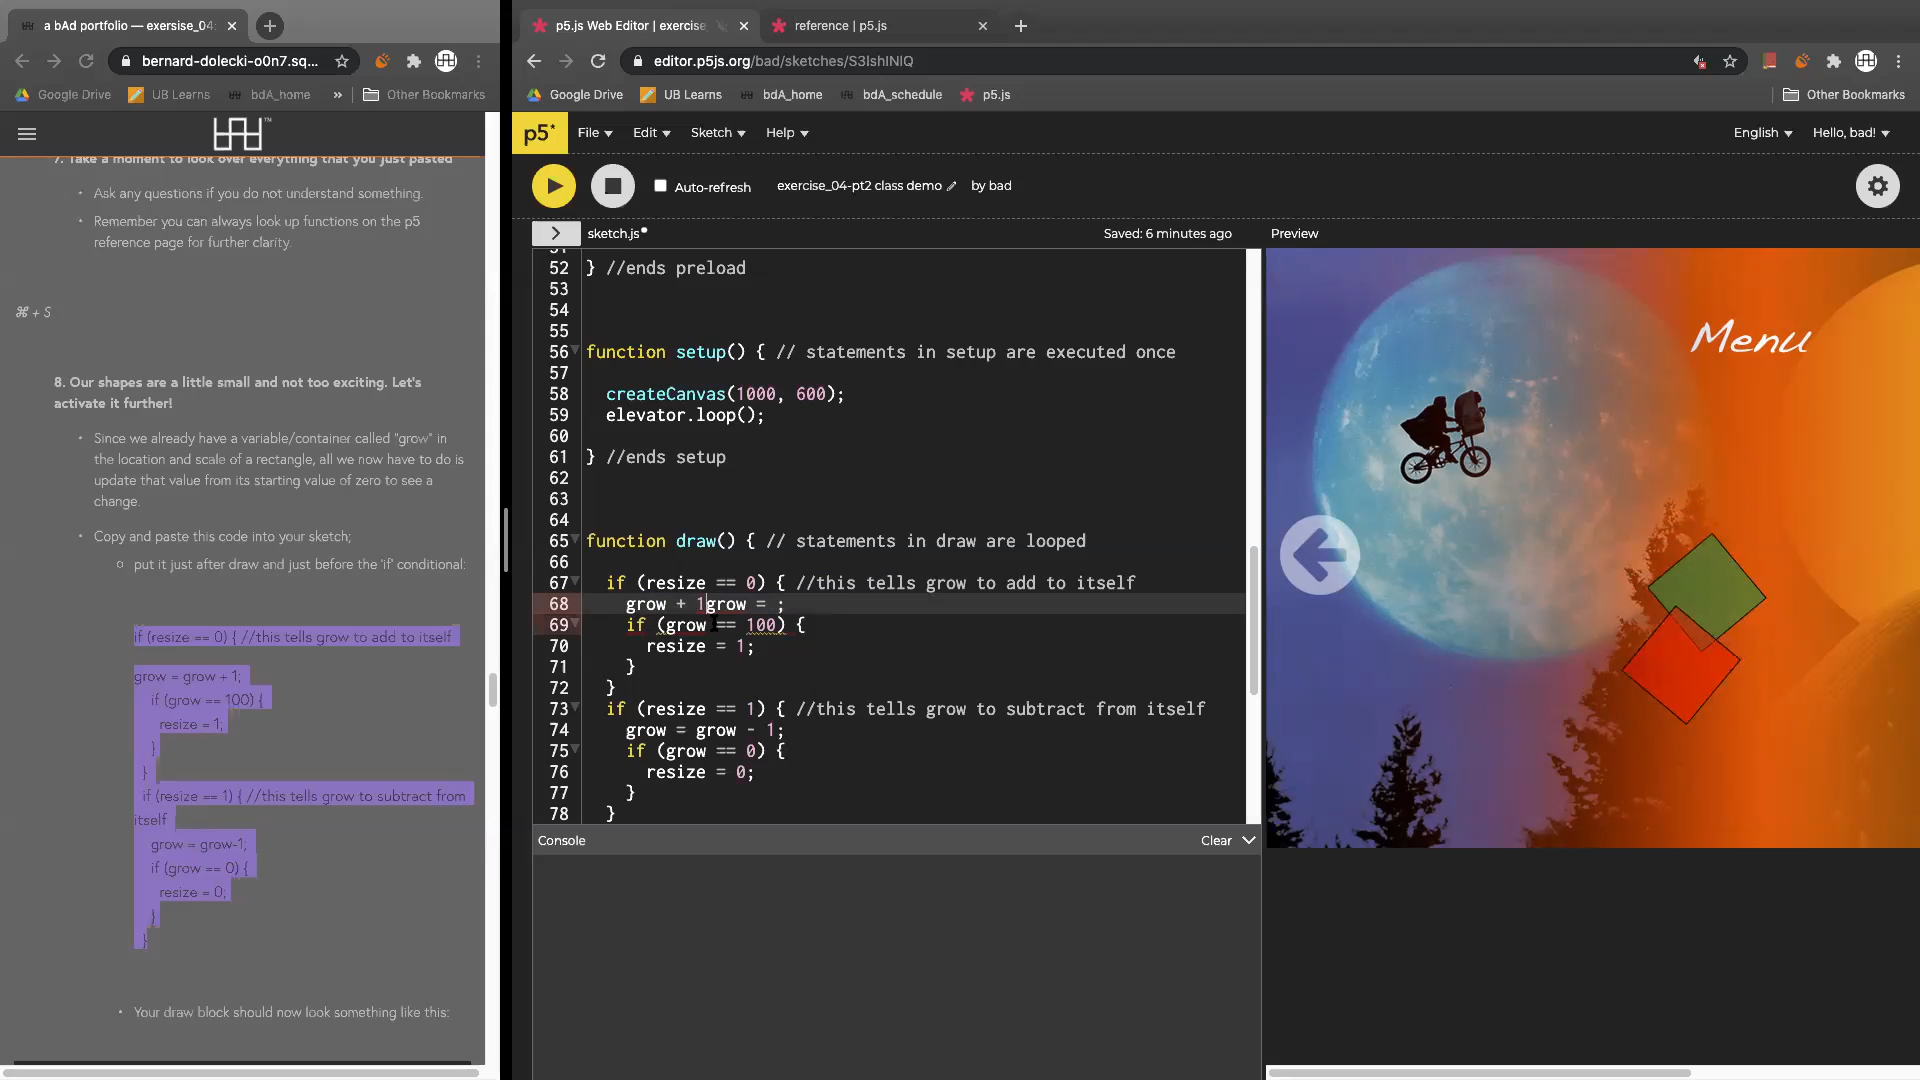 a bAd portfolio — exersise_04:
p5.js Web Editor | exercise
reference | p5.js
bernard-dolecki-o0n7.sq...
editor.p5js.org/bad/sketches/S3lshlNlQ
Google Drive
UB Learns
bdA_home
»
Other Bookmarks
Google Drive
UB Learns
bdA_home
bdA_schedule
p5.js
Other Bookmarks
p5*
File
Edit
Sketch
Help
English
Hello, bad!
Auto-refresh
exercise_04-pt2 class demo
by bad
sketch.js
Saved: 6 minutes ago
Preview
7. Take a moment to look over everything that you just pasted
Ask any questions if you do not understand something.
Remember you can always look up functions on the p5
reference page for further clarity.
⌘ + S
8. Our shapes are a little small and not too exciting. Let's
activate it further!
Since we already have a variable/container called "grow" in
the location and scale of a rectangle, all we now have to do is
update that value from its starting value of zero to see a
change.
Copy and paste this code into your sketch;
put it just after draw and just before the 'if' conditional:
if (resize == 0) { //this tells grow to add to itself
grow = grow + 1;
if (grow == 100) {
resize = 1;
}
}
if (resize == 1) { //this tells grow to subtract from
itself
grow = grow-1;
if (grow == 0) {
resize = 0;
}
}
Your draw block should now look something like this:
52 } //ends preload
53
54
55
56 function setup() { // statements in setup are executed once
57
58 createCanvas(1000, 600);
59 elevator.loop();
60
61 } //ends setup
62
63
64
65 function draw() { // statements in draw are looped
66
67 if (resize == 0) { //this tells grow to add to itself
68 grow + 1grow = ;
69 if (grow == 100) {
70 resize = 1;
71 }
72 }
73 if (resize == 1) { //this tells grow to subtract from itself
74 grow = grow - 1;
75 if (grow == 0) {
76 resize = 0;
77 }
78 }
Console
Clear
Menu